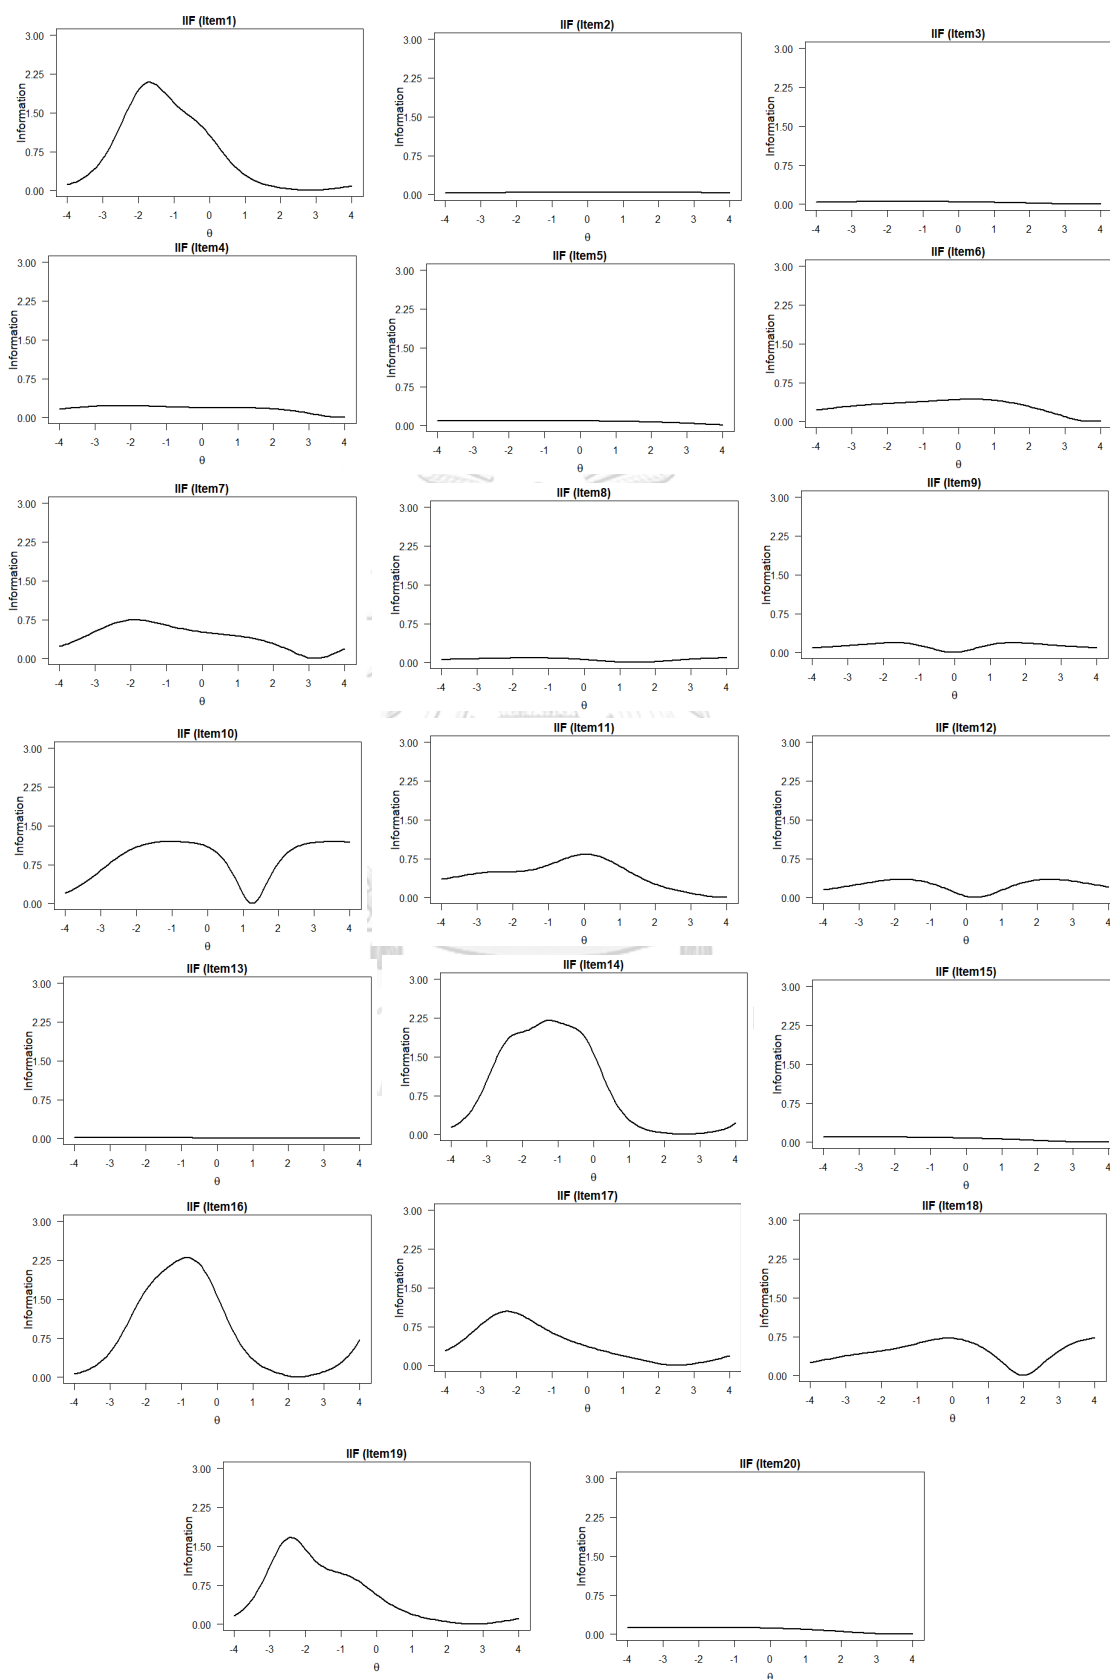 IIF (Item1)
Information
3.00
2.25
1.50
0.75
0.00
-4 -3 -2 -1 0 1 2 3 4
θ
IIF (Item2)
Information
3.00
2.25
1.50
0.75
0.00
-4 -3 -2 -1 0 1 2 3 4
θ
IIF (Item3)
Information
3.00
2.25
1.50
0.75
0.00
-4 -3 -2 -1 0 1 2 3 4
θ
IIF (Item4)
Information
3.00
2.25
1.50
0.75
0.00
-4 -3 -2 -1 0 1 2 3 4
θ
IIF (Item5)
Information
3.00
2.25
1.50
0.75
0.00
-4 -3 -2 -1 0 1 2 3 4
θ
IIF (Item6)
Information
3.00
2.25
1.50
0.75
0.00
-4 -3 -2 -1 0 1 2 3 4
θ
IIF (Item7)
Information
3.00
2.25
1.50
0.75
0.00
-4 -3 -2 -1 0 1 2 3 4
θ
IIF (Item8)
Information
3.00
2.25
1.50
0.75
0.00
-4 -3 -2 -1 0 1 2 3 4
θ
IIF (Item9)
Information
3.00
2.25
1.50
0.75
0.00
-4 -3 -2 -1 0 1 2 3 4
θ
IIF (Item10)
Information
3.00
2.25
1.50
0.75
0.00
-4 -3 -2 -1 0 1 2 3 4
θ
IIF (Item11)
Information
3.00
2.25
1.50
0.75
0.00
-4 -3 -2 -1 0 1 2 3 4
θ
IIF (Item12)
Information
3.00
2.25
1.50
0.75
0.00
-4 -3 -2 -1 0 1 2 3 4
θ
IIF (Item13)
Information
3.00
2.25
1.50
0.75
0.00
-4 -3 -2 -1 0 1 2 3 4
θ
IIF (Item14)
Information
3.00
2.25
1.50
0.75
0.00
-4 -3 -2 -1 0 1 2 3 4
θ
IIF (Item15)
Information
3.00
2.25
1.50
0.75
0.00
-4 -3 -2 -1 0 1 2 3 4
θ
IIF (Item16)
Information
3.00
2.25
1.50
0.75
0.00
-4 -3 -2 -1 0 1 2 3 4
θ
IIF (Item17)
Information
3.00
2.25
1.50
0.75
0.00
-4 -3 -2 -1 0 1 2 3 4
θ
IIF (Item18)
Information
3.00
2.25
1.50
0.75
0.00
-4 -3 -2 -1 0 1 2 3 4
θ
IIF (Item19)
Information
3.00
2.25
1.50
0.75
0.00
-4 -3 -2 -1 0 1 2 3 4
θ
IIF (Item20)
Information
3.00
2.25
1.50
0.75
0.00
-4 -3 -2 -1 0 1 2 3 4
θ